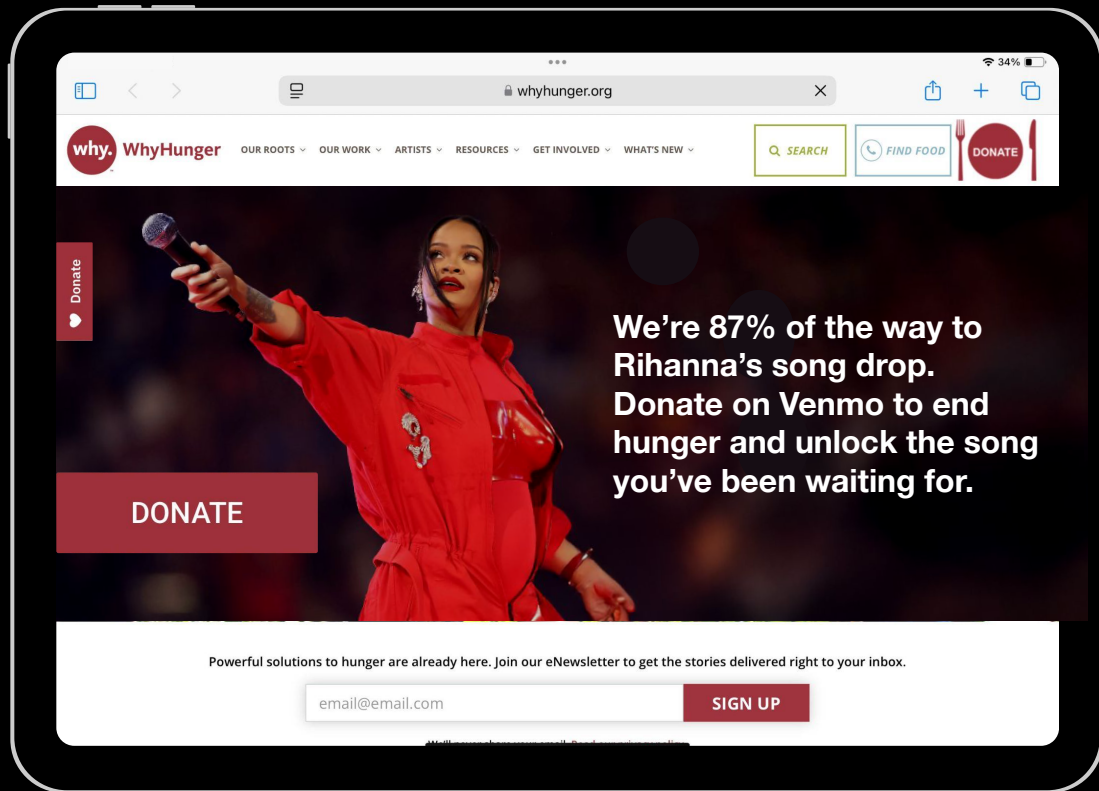 34%
whyhunger.org
why. WhyHunger OUR ROOTS OUR WORK ARTISTS RESOURCES GET INVOLVED WHAT'S NEW SEARCH FIND FOOD DONATE
Donate
We're 87% of the way to
Rihanna's song drop.
Donate on Venmo to end
hunger and unlock the song
you've been waiting for.
DONATE
Powerful solutions to hunger are already here. Join our eNewsletter to get the stories delivered right to your inbox.
email@email.com SIGN UP